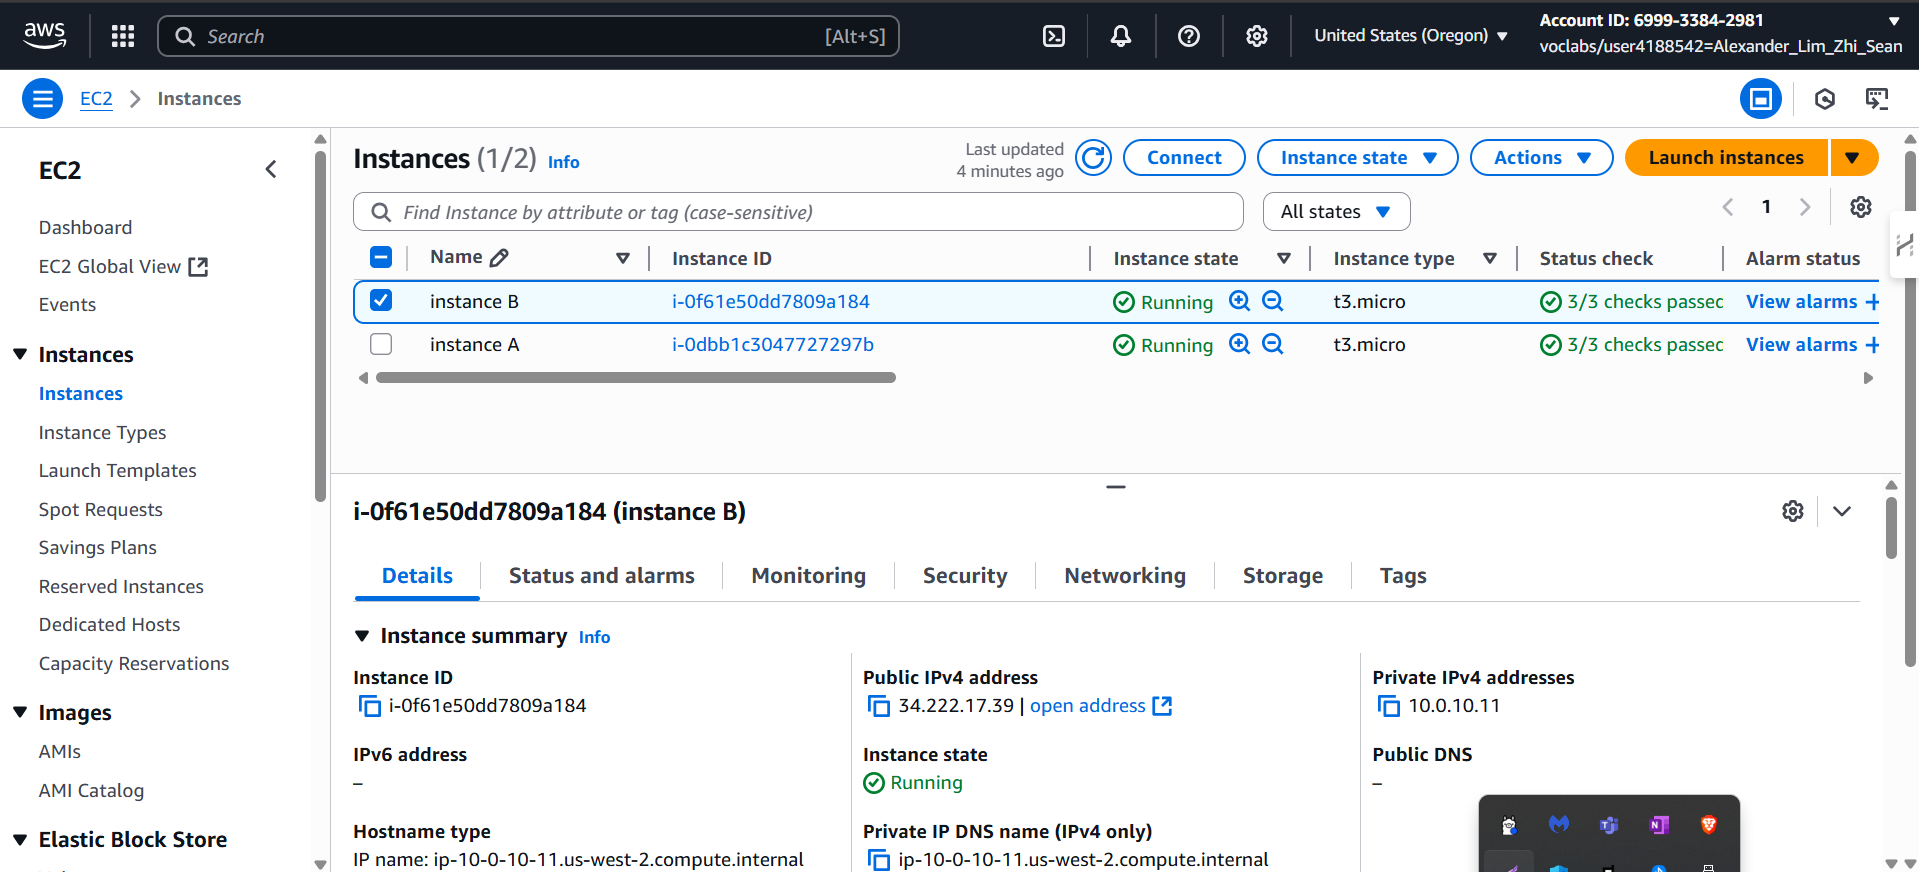 aws
Search
[Alt+S]
United States (Oregon)
Account ID: 6999-3384-2981
voclabs/user4188542=Alexander_Lim_Zhi_Sean
EC2
Instances
EC2
Dashboard
EC2 Global View
Events
Instances
Instances
Instance Types
Launch Templates
Spot Requests
Savings Plans
Reserved Instances
Dedicated Hosts
Capacity Reservations
Images
AMIs
AMI Catalog
Elastic Block Store
Instances (1/2) Info
Last updated
4 minutes ago
Connect
Instance state
Actions
Launch instances
Find Instance by attribute or tag (case-sensitive)
All states
1
Name Instance ID Instance state Instance type Status check Alarm status
instance B i-0f61e50dd7809a184 Running t3.micro 3/3 checks passed View alarms +
instance A i-0dbb1c3047727297b Running t3.micro 3/3 checks passed View alarms +
i-0f61e50dd7809a184 (instance B)
Details Status and alarms Monitoring Security Networking Storage Tags
Instance summary Info
Instance ID
i-0f61e50dd7809a184
Public IPv4 address
34.222.17.39 | open address
Private IPv4 addresses
10.0.10.11
IPv6 address
–
Instance state
Running
Public DNS
–
Hostname type
IP name: ip-10-0-10-11.us-west-2.compute.internal
Private IP DNS name (IPv4 only)
ip-10-0-10-11.us-west-2.compute.internal